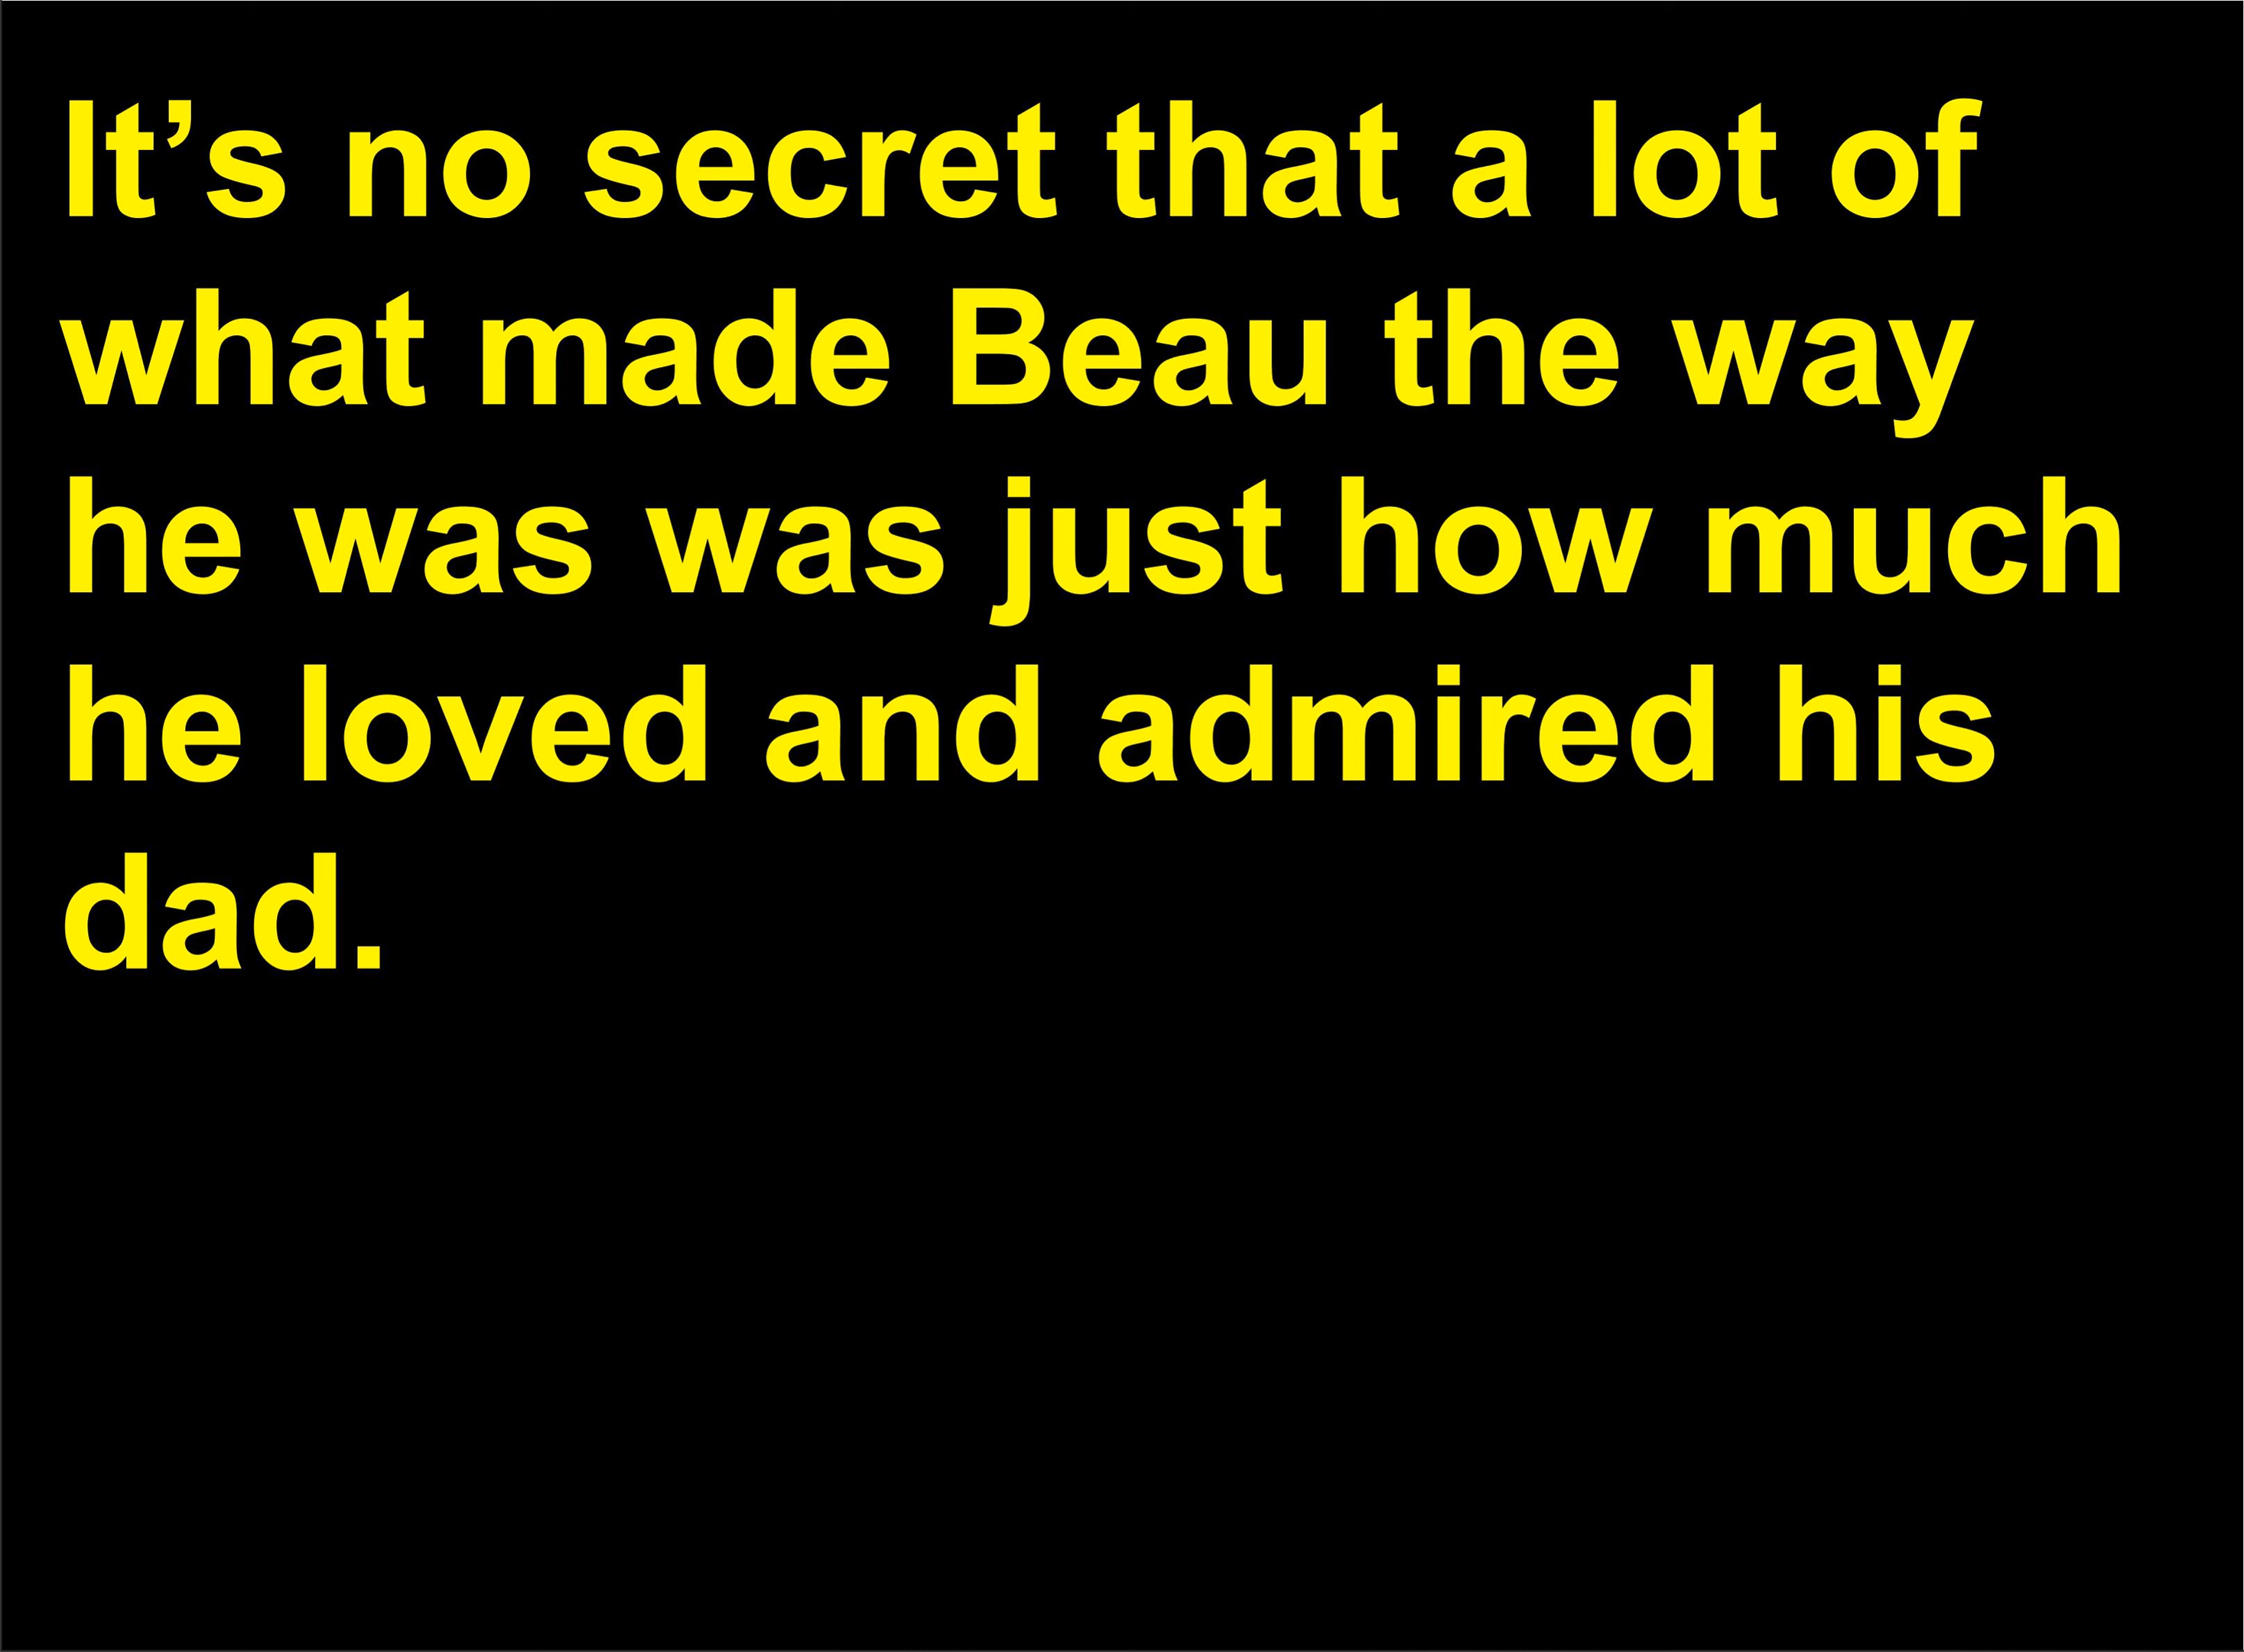 It’s no secret that a lot of
what made Beau the way
he was was just how much
he loved and admired his
dad.